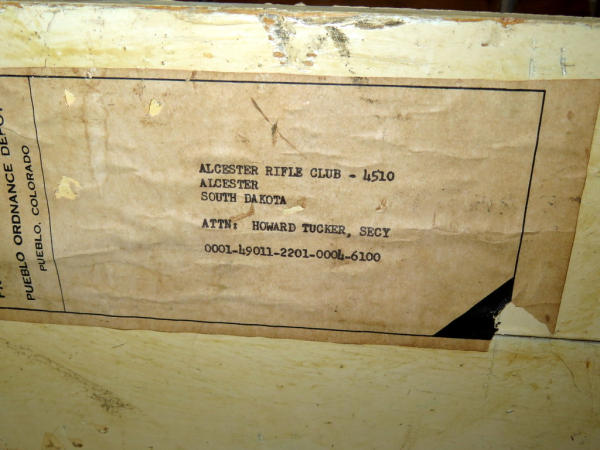 PUEBLO ORDNANCE DEPOT
PUEBLO, COLORADO
ALCESTER RIFLE CLUB - 4510
ALCESTER
SOUTH DAKOTA
ATTN: HOWARD TUCKER, SECY
0001-49011-2201-0004-6100